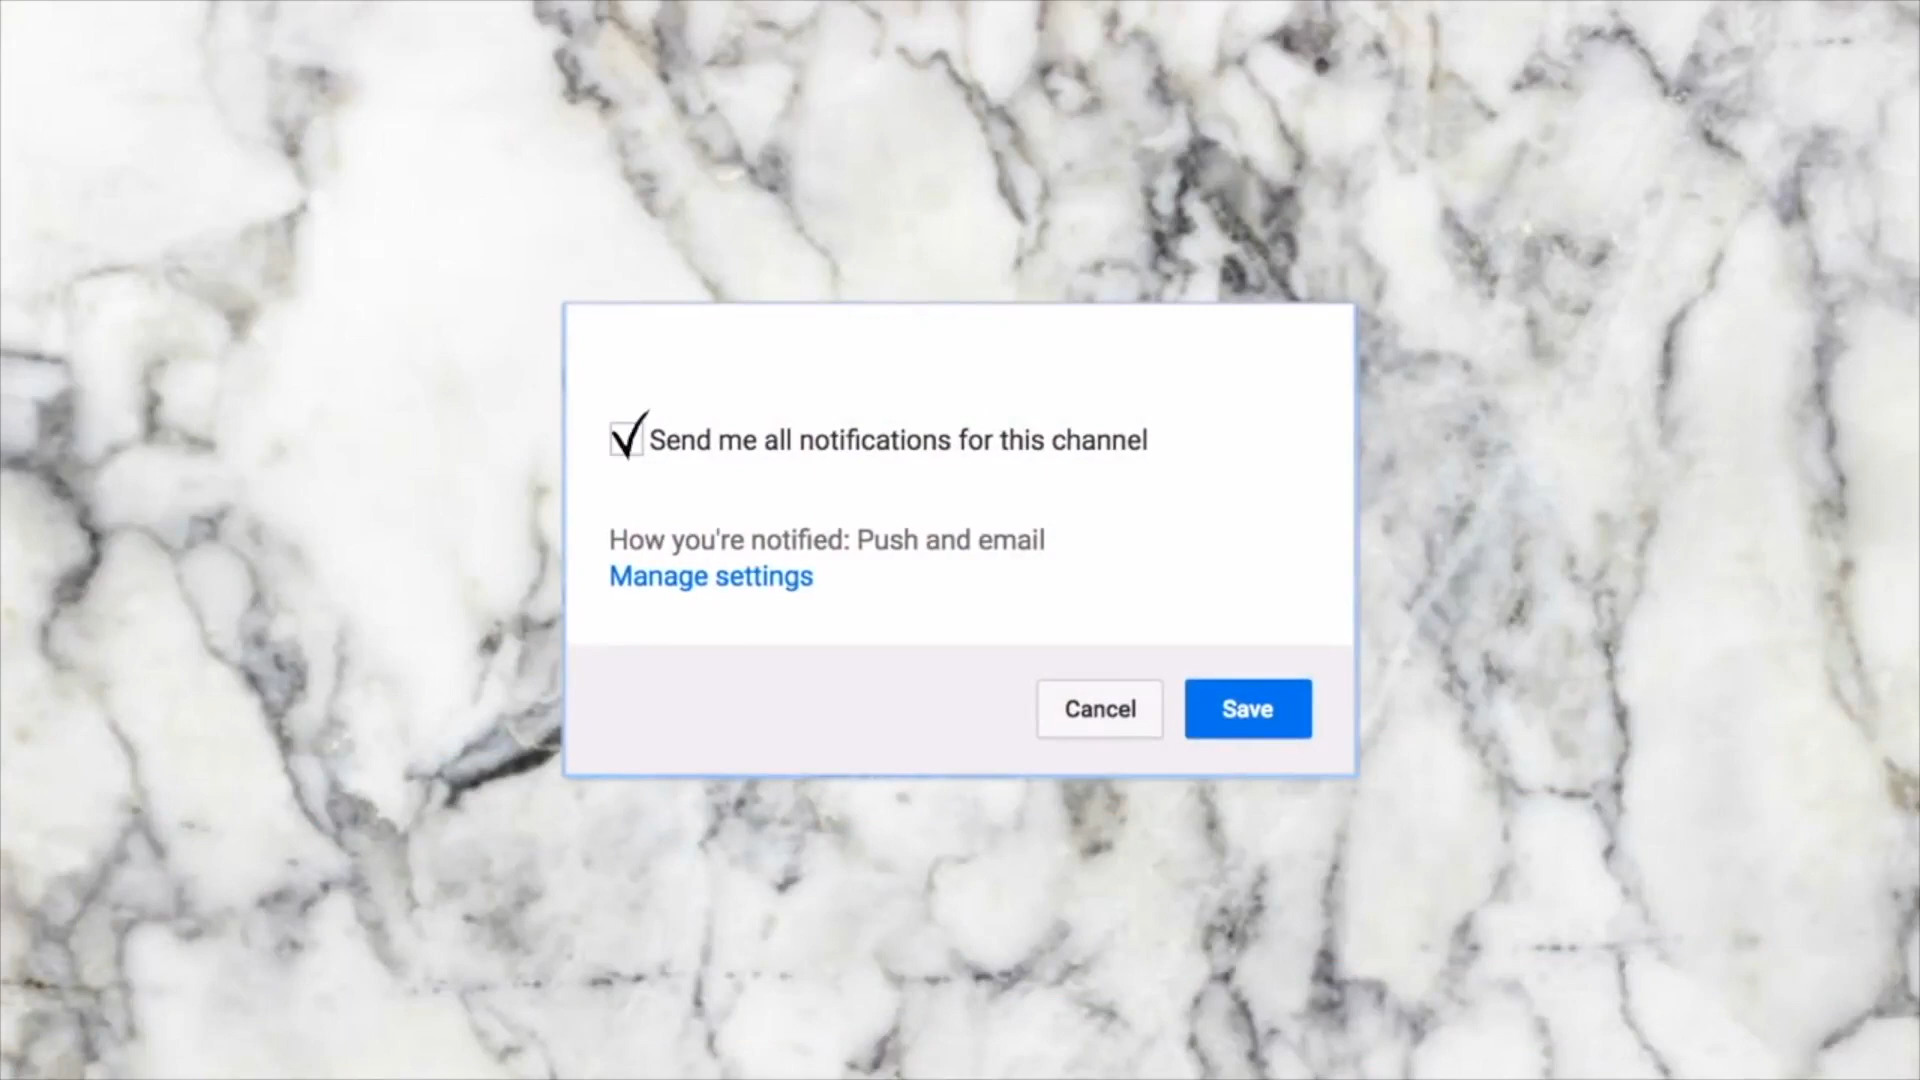 Send me all notifications for this channel
How you're notified: Push and email
Manage settings
Cancel
Save